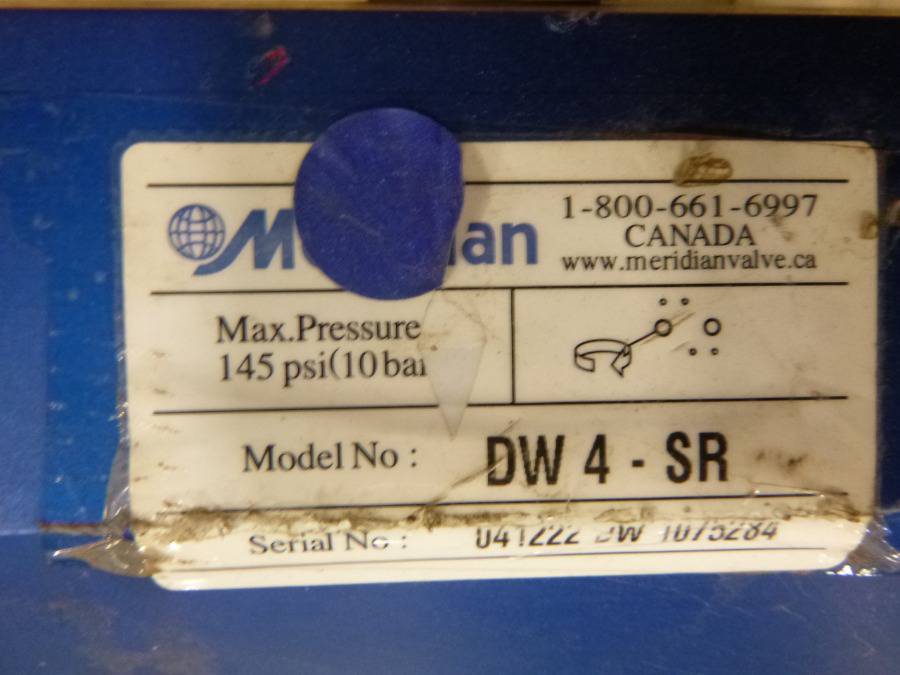 1-800-661-6997
CANADA
www.meridianvalve.ca
Max.Pressure
145 psi(10 bar
Model No :
DW 4 - SR
Serial No :